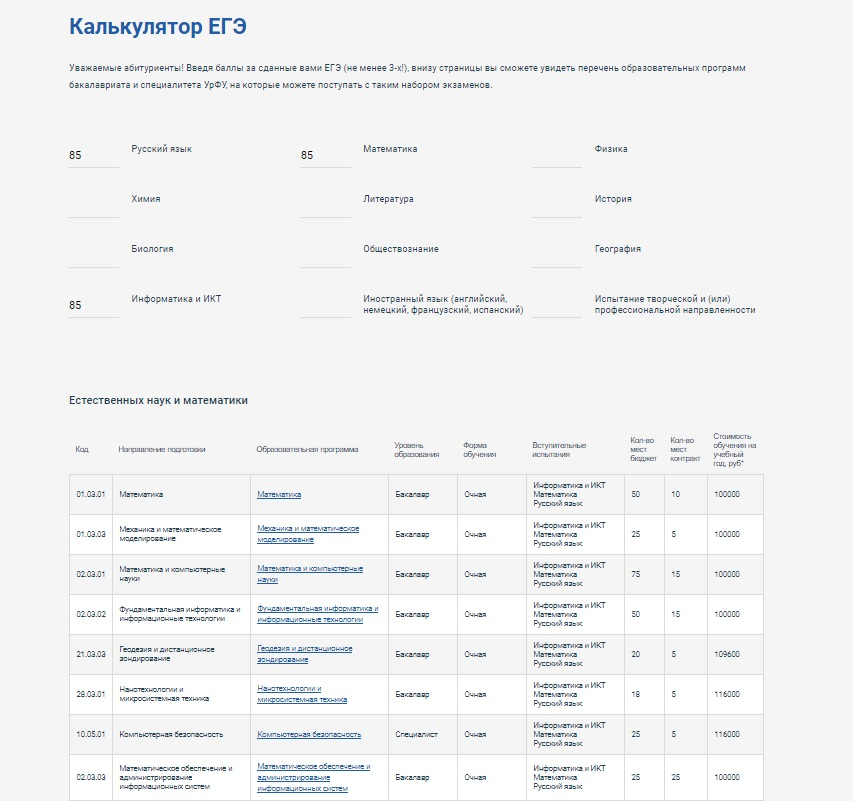 Калькулятор ЕГЭ
Уважаемые абитуриенты! Введя баллы за сданные вами ЕГЭ (не менее 3-х!), внизу страницы вы сможете увидеть перечень образовательных программ
бакалавриата и специалитета УрФУ, на которые можете поступать с таким набором экзаменов.
85 Русский язык 85 Математика Физика
Химия Литература История
Биология Обществознание География
85 Информатика и ИКТ Иностранный язык (английский, Испытание творческой и (или)
немецкий, французский, испанский) профессиональной направленности
Естественных наук и математики
Код
Направление подготовки
Образовательная программа
Уровень
образования
Форма
обучения
Вступительные
испытания
Кол-во
мест
бюджет
Кол-во
мест
контракт
Стоимость
обучения на
учебный
год, руб*
01.03.01
Математика
Математика
Бакалавр
Очная
Информатика и ИКТ
Математика
Русский язык
50
10
100000
01.03.03
Механика и математическое
моделирование
Механика и математическое
моделирование
Бакалавр
Очная
Информатика и ИКТ
Математика
Русский язык
25
5
100000
02.03.01
Математика и компьютерные
науки
Математика и компьютерные
науки
Бакалавр
Очная
Информатика и ИКТ
Математика
Русский язык
75
15
100000
02.03.02
Фундаментальная информатика и
информационные технологии
Фундаментальная информатика и
информационные технологии
Бакалавр
Очная
Информатика и ИКТ
Математика
Русский язык
50
15
100000
21.03.03
Геодезия и дистанционное
зондирование
Геодезия и дистанционное
зондирование
Бакалавр
Очная
Информатика и ИКТ
Математика
Русский язык
20
5
109600
28.03.01
Нанотехнологии и
микросистемная техника
Нанотехнологии и
микросистемная техника
Бакалавр
Очная
Информатика и ИКТ
Математика
Русский язык
18
5
116000
10.05.01
Компьютерная безопасность
Компьютерная безопасность
Специалист
Очная
Информатика и ИКТ
Математика
Русский язык
25
5
116000
02.03.03
Математическое обеспечение и
администрирование
информационных систем
Математическое обеспечение и
администрирование
информационных систем
Бакалавр
Очная
Информатика и ИКТ
Математика
Русский язык
25
25
100000